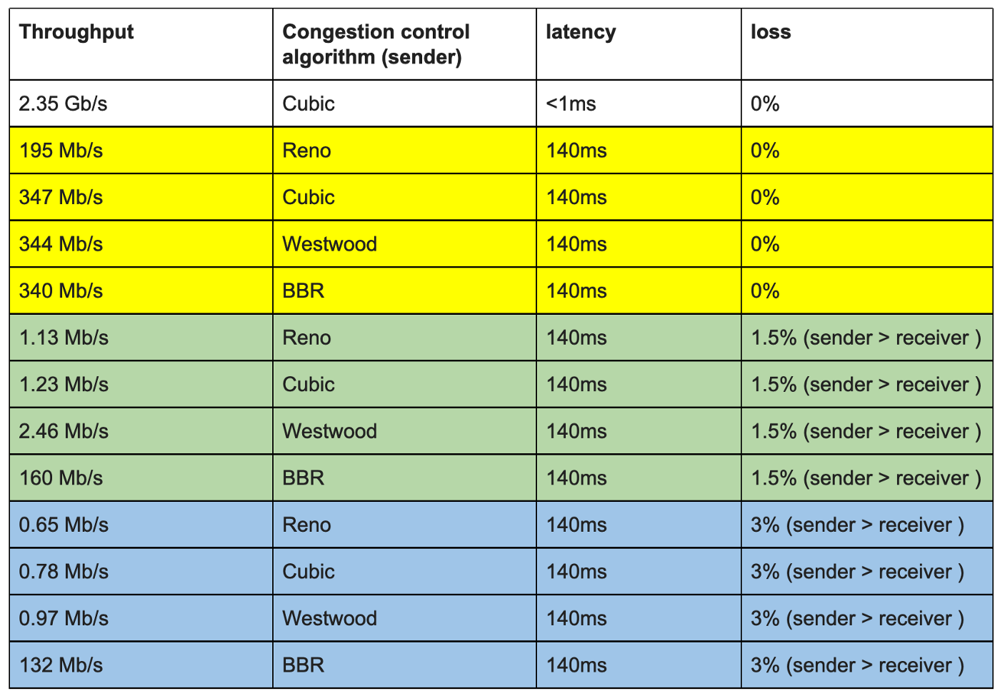 Throughput Congestion control algorithm (sender) latency loss
2.35 Gb/s Cubic <1ms 0%
195 Mb/s Reno 140ms 0%
347 Mb/s Cubic 140ms 0%
344 Mb/s Westwood 140ms 0%
340 Mb/s BBR 140ms 0%
1.13 Mb/s Reno 140ms 1.5% (sender > receiver )
1.23 Mb/s Cubic 140ms 1.5% (sender > receiver )
2.46 Mb/s Westwood 140ms 1.5% (sender > receiver )
160 Mb/s BBR 140ms 1.5% (sender > receiver )
0.65 Mb/s Reno 140ms 3% (sender > receiver )
0.78 Mb/s Cubic 140ms 3% (sender > receiver )
0.97 Mb/s Westwood 140ms 3% (sender > receiver )
132 Mb/s BBR 140ms 3% (sender > receiver )